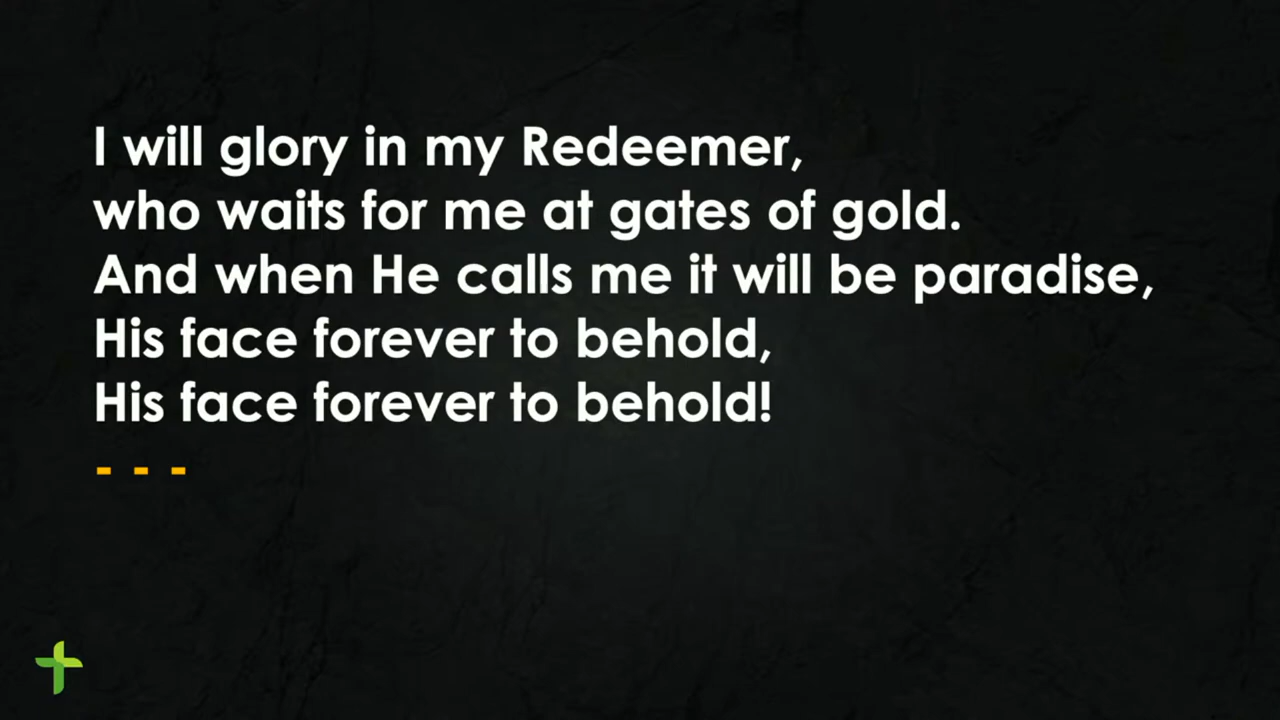 I will glory in my Redeemer,
who waits for me at gates of gold.
And when He calls me it will be paradise,
His face forever to behold,
His face forever to behold!
- - -